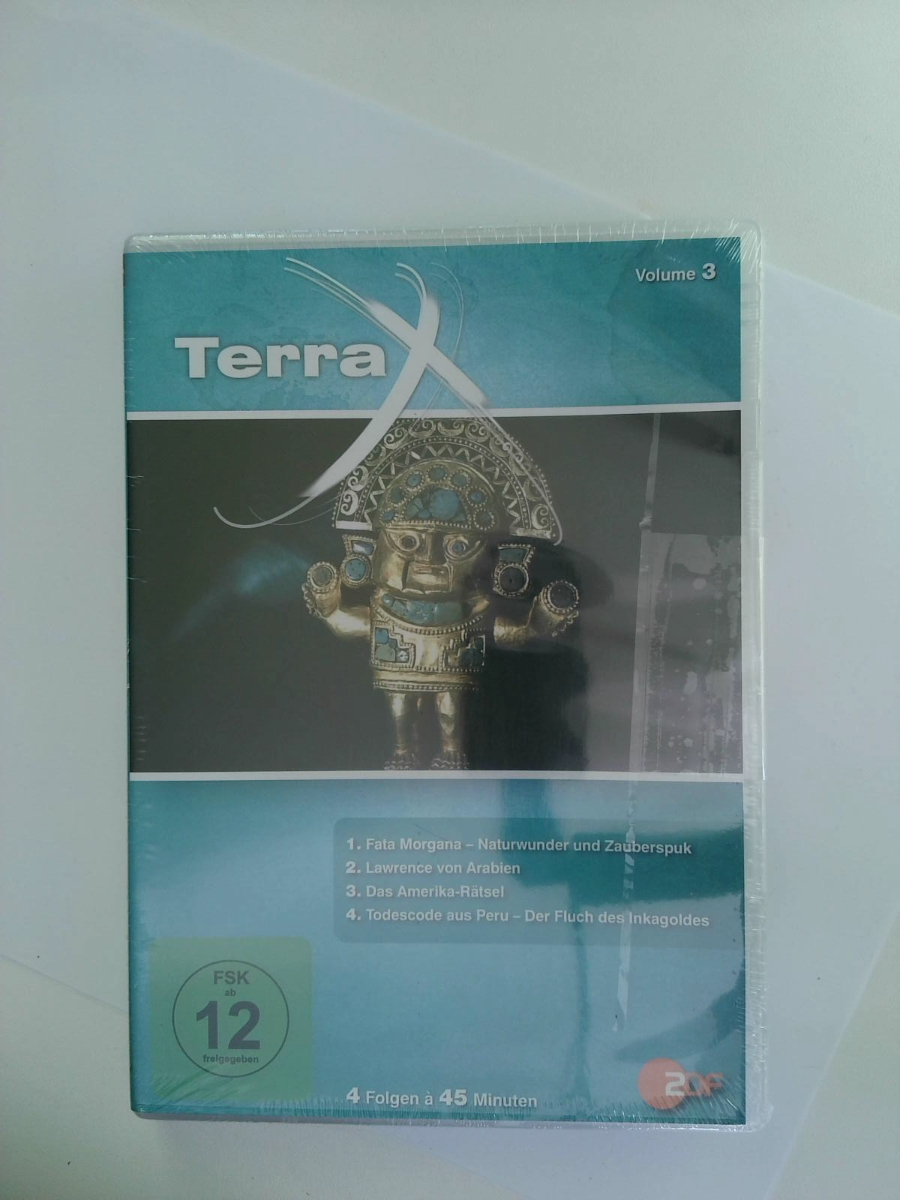 Volume 3
Terra X
1. Fata Morgana – Naturwunder und Zauberspuk
2. Lawrence von Arabien
3. Das Amerika-Rätsel
4. Todescode aus Peru – Der Fluch des Inkagoldes
FSK
ab
12
freigegeben
4 Folgen à 45 Minuten
ZDF